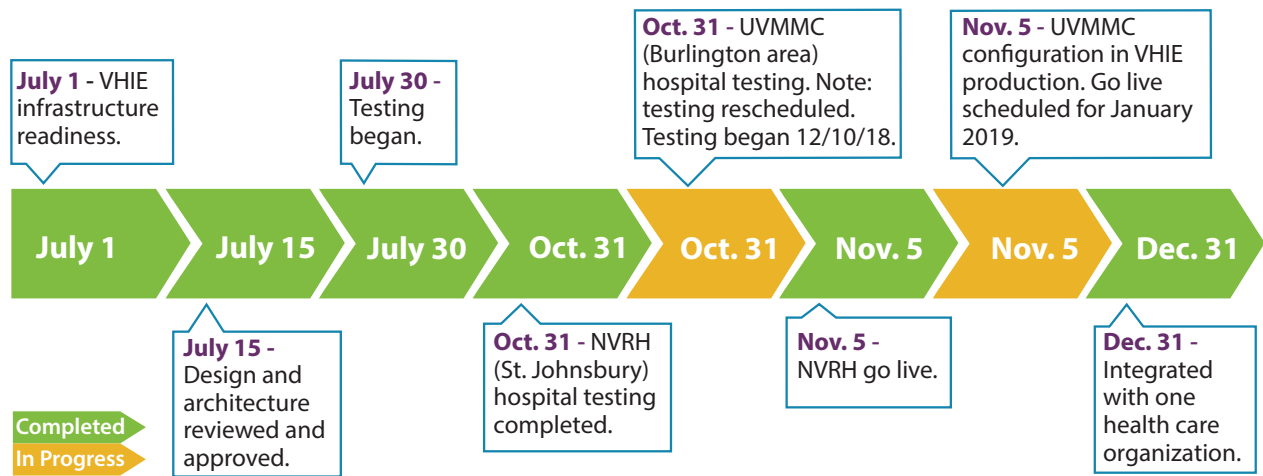 July 1 - VHIE
infrastructure
readiness.
July 30 -
Testing
began.
Oct. 31 - UVMMC
(Burlington area)
hospital testing. Note:
testing rescheduled.
Testing began 12/10/18.
Nov. 5 - UVMMC
configuration in VHIE
production. Go live
scheduled for January
2019.
July 1
July 15
July 30
Oct. 31
Oct. 31
Nov. 5
Nov. 5
Dec. 31
July 15 -
Design and
architecture
reviewed and
approved.
Oct. 31 - NVRH
(St. Johnsbury)
hospital testing
completed.
Nov. 5 -
NVRH go live.
Dec. 31 -
Integrated
with one
health care
organization.
Completed
In Progress